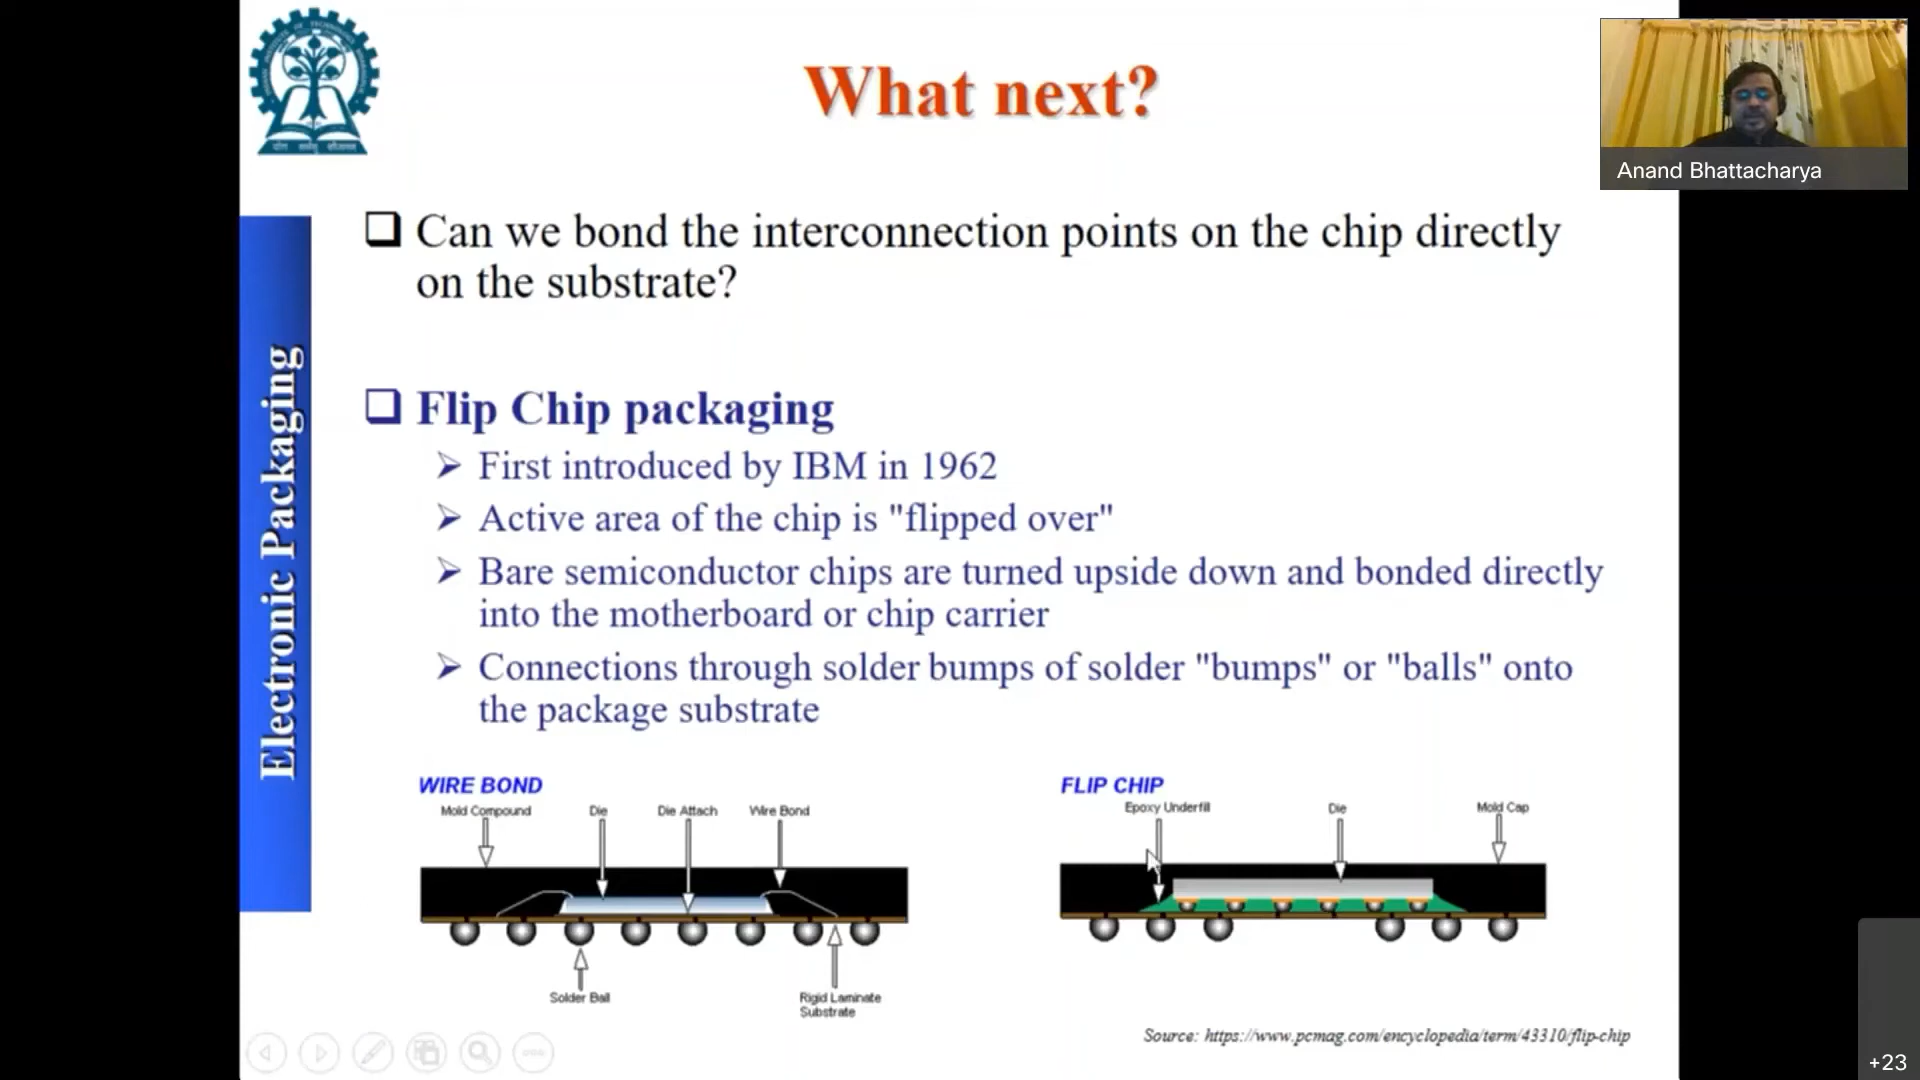 What next?
Anand Bhattacharya
Can we bond the interconnection points on the chip directly
on the substrate?
Electronic Packaging
Flip Chip packaging
First introduced by IBM in 1962
Active area of the chip is "flipped over"
Bare semiconductor chips are turned upside down and bonded directly
into the motherboard or chip carrier
Connections through solder bumps of solder "bumps" or "balls" onto
the package substrate
WIRE BOND
Mold Compound
Die
Die Attach
Wire Bond
Solder Ball
Rigid Laminate
Substrate
FLIP CHIP
Epoxy Underfill
Die
Mold Cap
Source: https://www.pcmag.com/encyclopedia/term/43310/flip-chip
+23